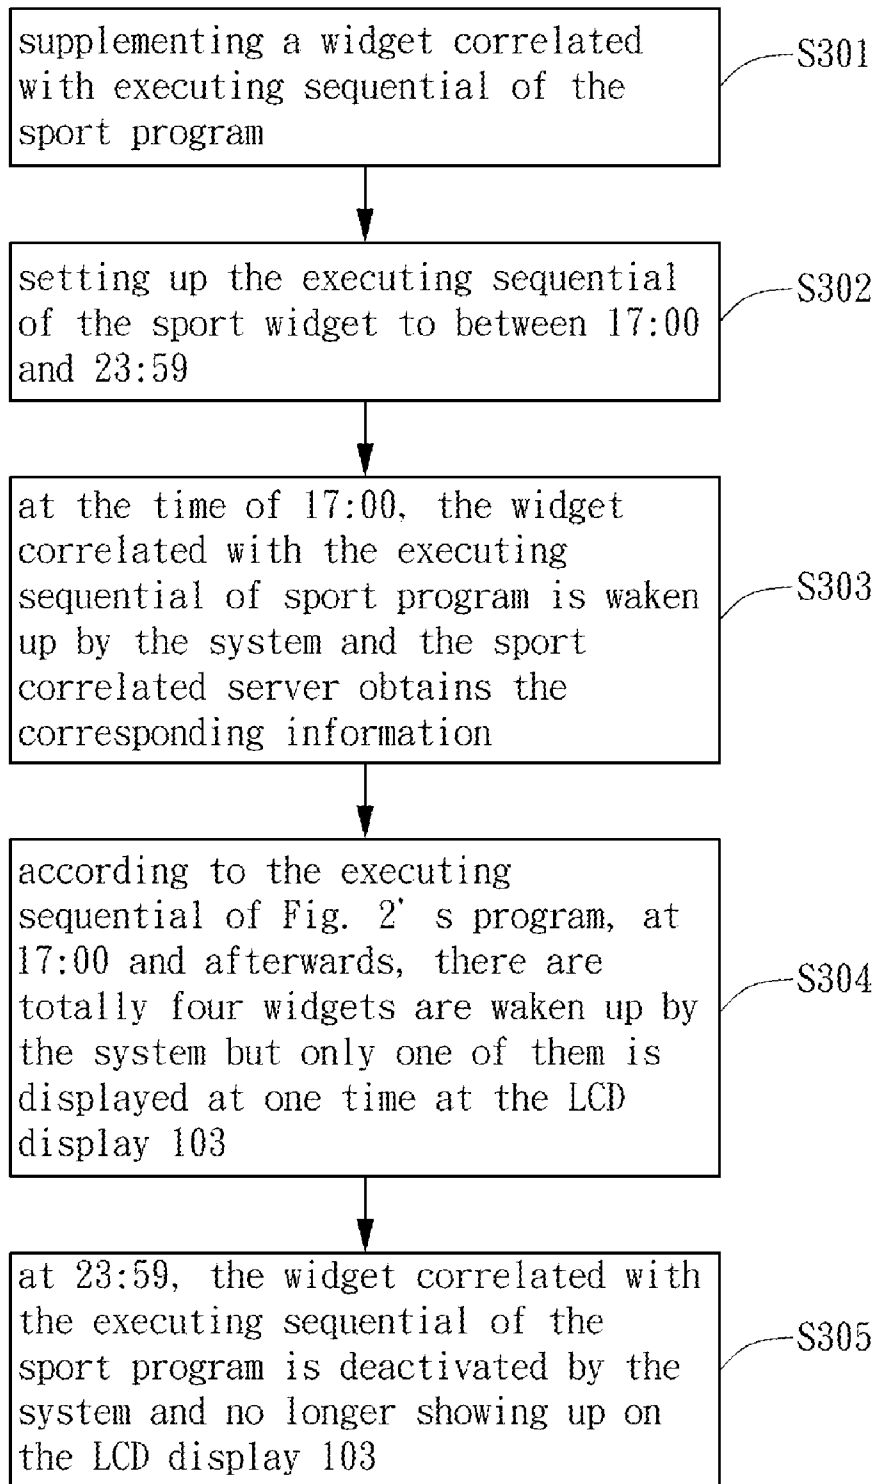 supplementing a widget correlated
with executing sequential of the
sport program
S301
setting up the executing sequential
of the sport widget to between 17:00
and 23:59
S302
at the time of 17:00, the widget
correlated with the executing
sequential of sport program is waken
up by the system and the sport
correlated server obtains the
corresponding information
S303
according to the executing
sequential of Fig. 2' s program, at
17:00 and afterwards, there are
totally four widgets are waken up by
the system but only one of them is
displayed at one time at the LCD
display 103
S304
at 23:59, the widget correlated with
the executing sequential of the
sport program is deactivated by the
system and no longer showing up on
the LCD display 103
S305